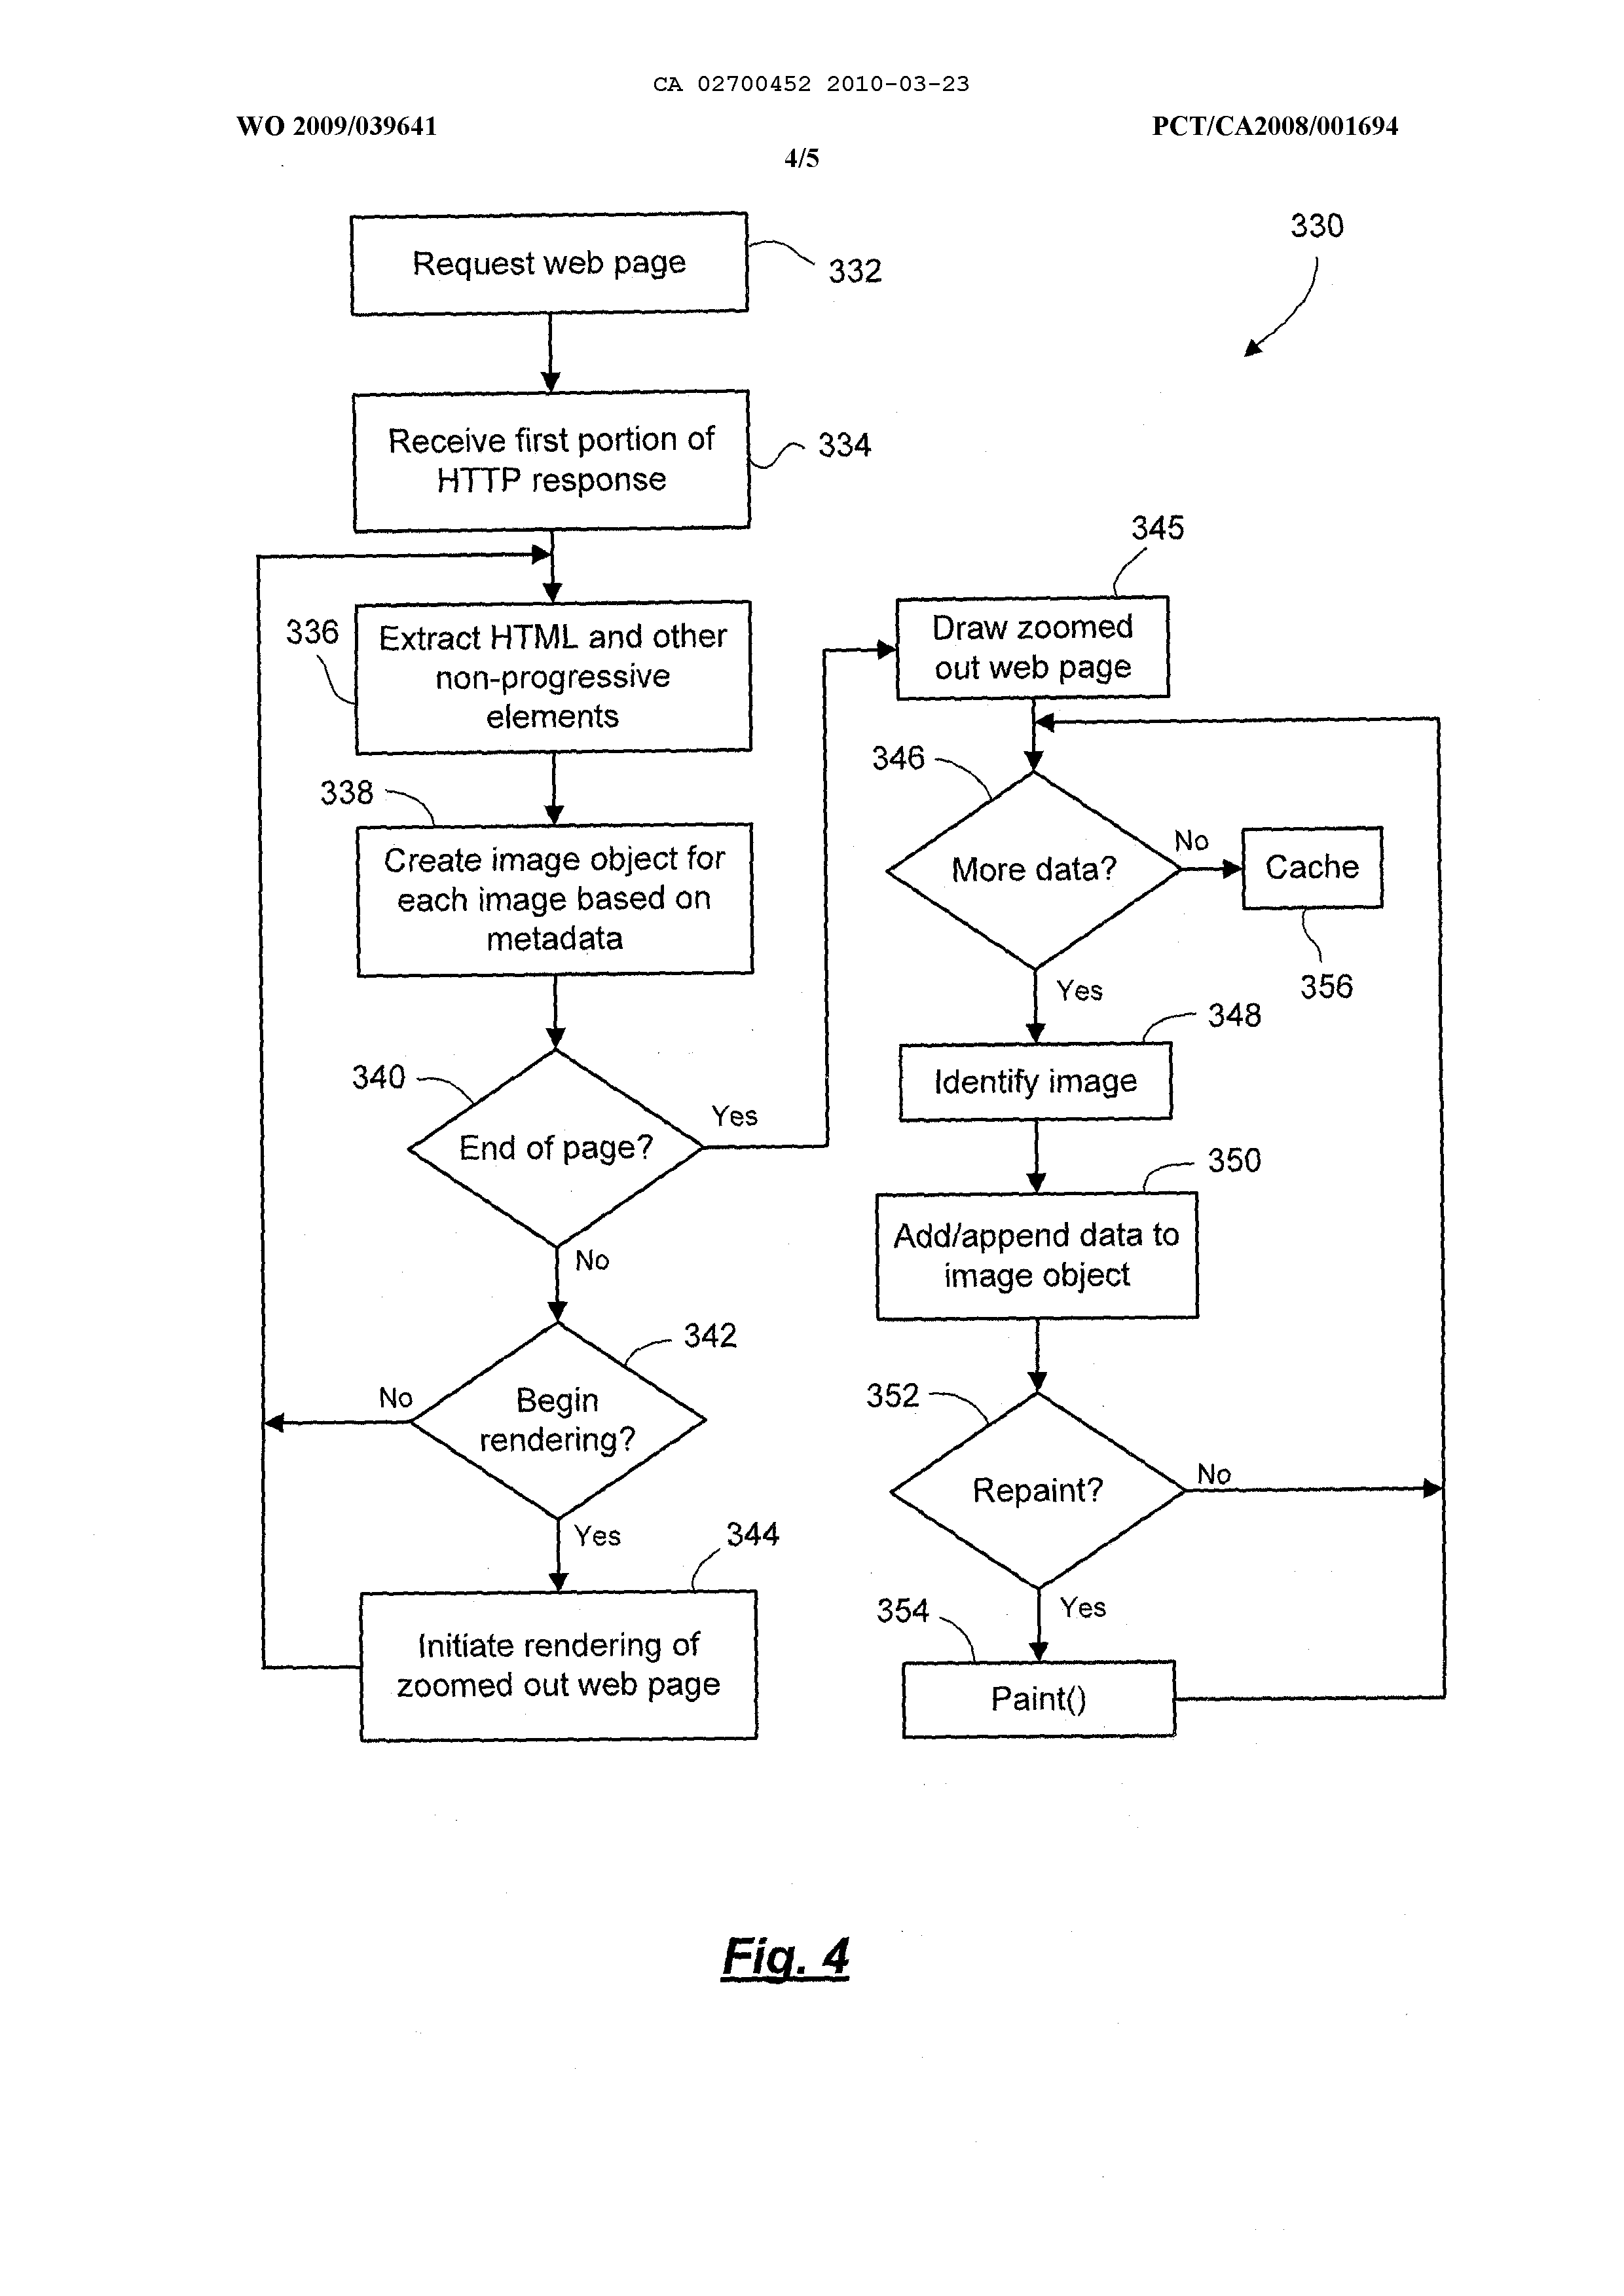 CA 02700452 2010-03-23
WO 2009/039641
PCT/CA2008/001694
4/5
330
Request web page
332
Receive first portion of
HTTP response
334
336
Extract HTML and other
non-progressive
elements
338
Create image object for
each image based on
metadata
340
End of page?
Yes
No
342
Begin
rendering?
No
Yes
344
Initiate rendering of
zoomed out web page
345
Draw zoomed
out web page
346
More data?
No
Cache
356
Yes
348
Identify image
350
Add/append data to
image object
352
Repaint?
No
Yes
354
Paint()
Fig. 4